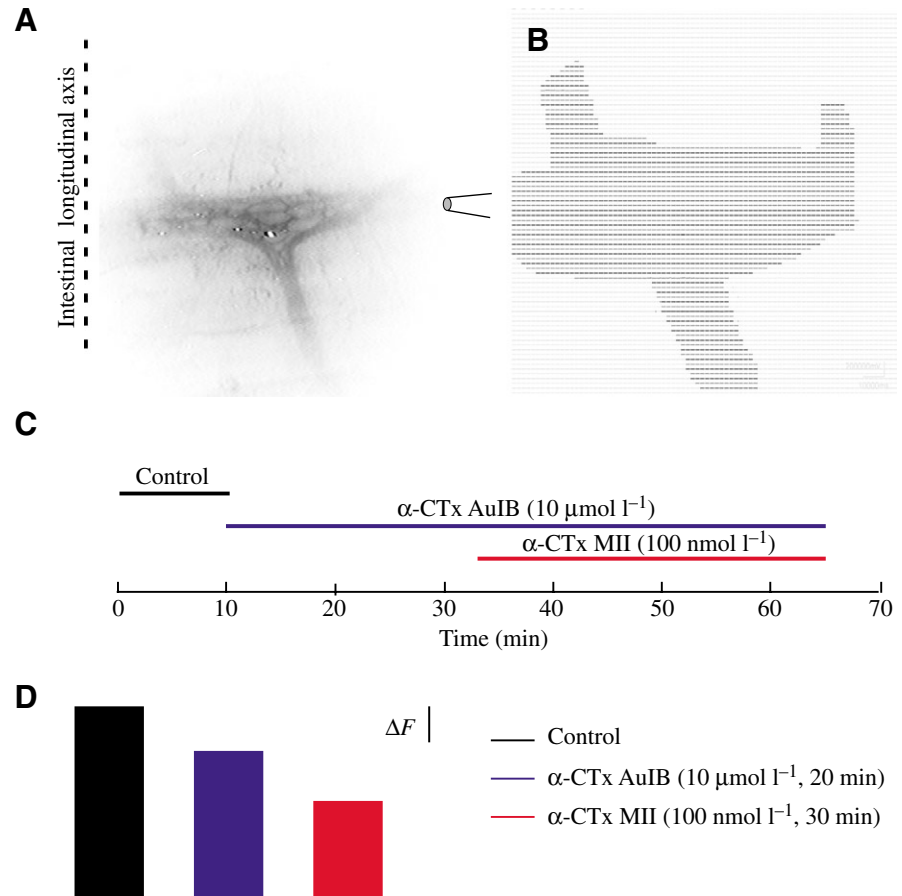 A
B
Intestinal longitudinal axis
C
Control
α-CTx AuIB (10 μmol l⁻¹)
α-CTx MII (100 nmol l⁻¹)
0 10 20 30 40 50 60 70
Time (min)
D
ΔF
Control
α-CTx AuIB (10 μmol l⁻¹, 20 min)
α-CTx MII (100 nmol l⁻¹, 30 min)